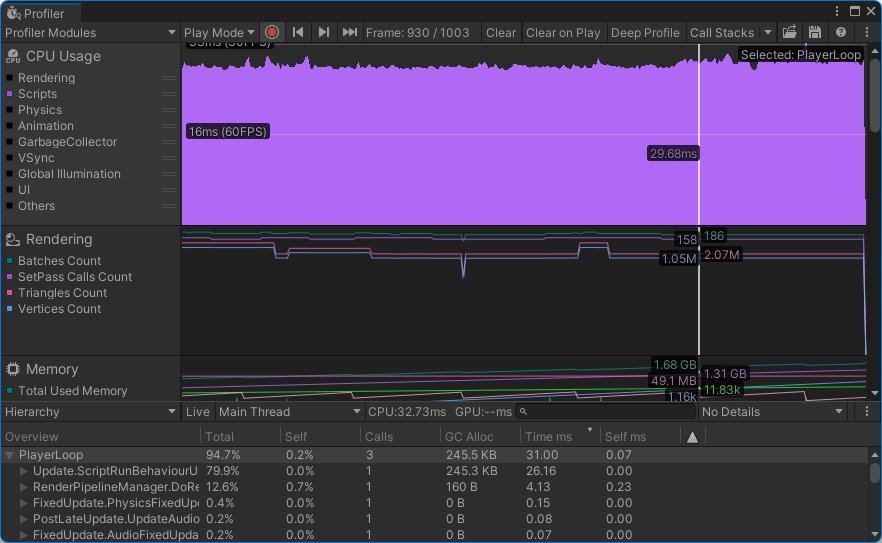 Profiler
Profiler Modules
Play Mode
Frame: 930 / 1003
Clear
Clear on Play
Deep Profile
Call Stacks
CPU Usage
Rendering
Scripts
Physics
Animation
GarbageCollector
VSync
Global Illumination
UI
Others
33ms (30FPS)
Selected: PlayerLoop
16ms (60FPS)
29.68ms
Rendering
Batches Count
SetPass Calls Count
Triangles Count
Vertices Count
158
186
1.05M
2.07M
Memory
Total Used Memory
1.68 GB
1.31 GB
49.1 MB
11.83k
1.16k
Hierarchy
Live
Main Thread
CPU:32.73ms
GPU:--ms
No Details
Overview Total Self Calls GC Alloc Time ms Self ms
PlayerLoop 94.7% 0.2% 3 245.5 KB 31.00 0.07
Update.ScriptRunBehaviourU 79.9% 0.0% 1 245.3 KB 26.16 0.00
RenderPipelineManager.DoRe 12.6% 0.7% 1 160 B 4.13 0.23
FixedUpdate.PhysicsFixedUp 0.4% 0.0% 1 0 B 0.15 0.00
PostLateUpdate.UpdateAudio 0.2% 0.0% 1 0 B 0.08 0.00
FixedUpdate.AudioFixedUpda 0.2% 0.0% 1 0 B 0.07 0.00